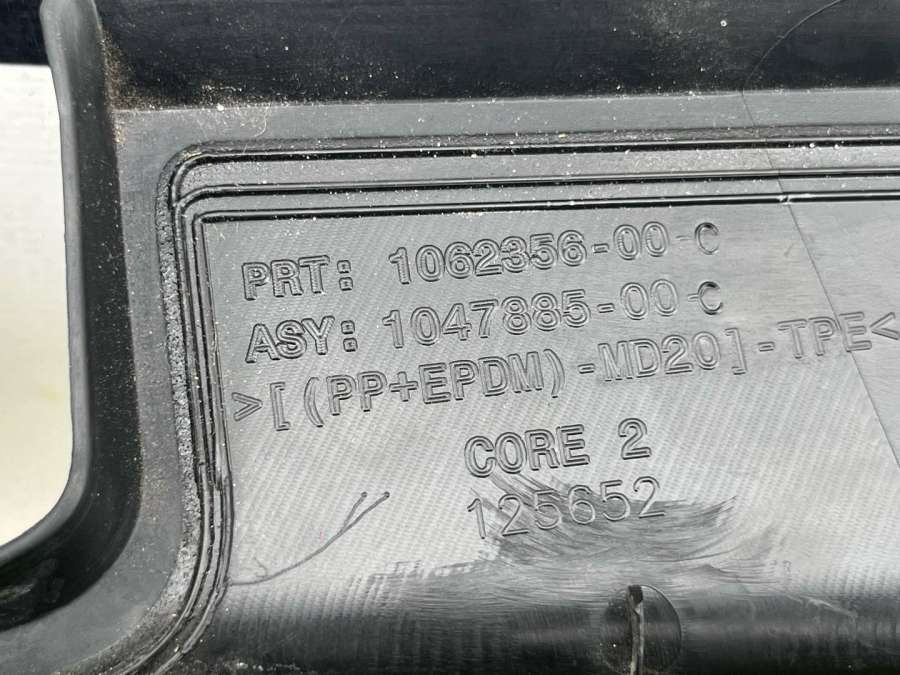 PRT: 1062356-00-C
ASY: 1047885-00-C
>[(PP+EPDM)-MD20]-TPE<
CORE 2
125652